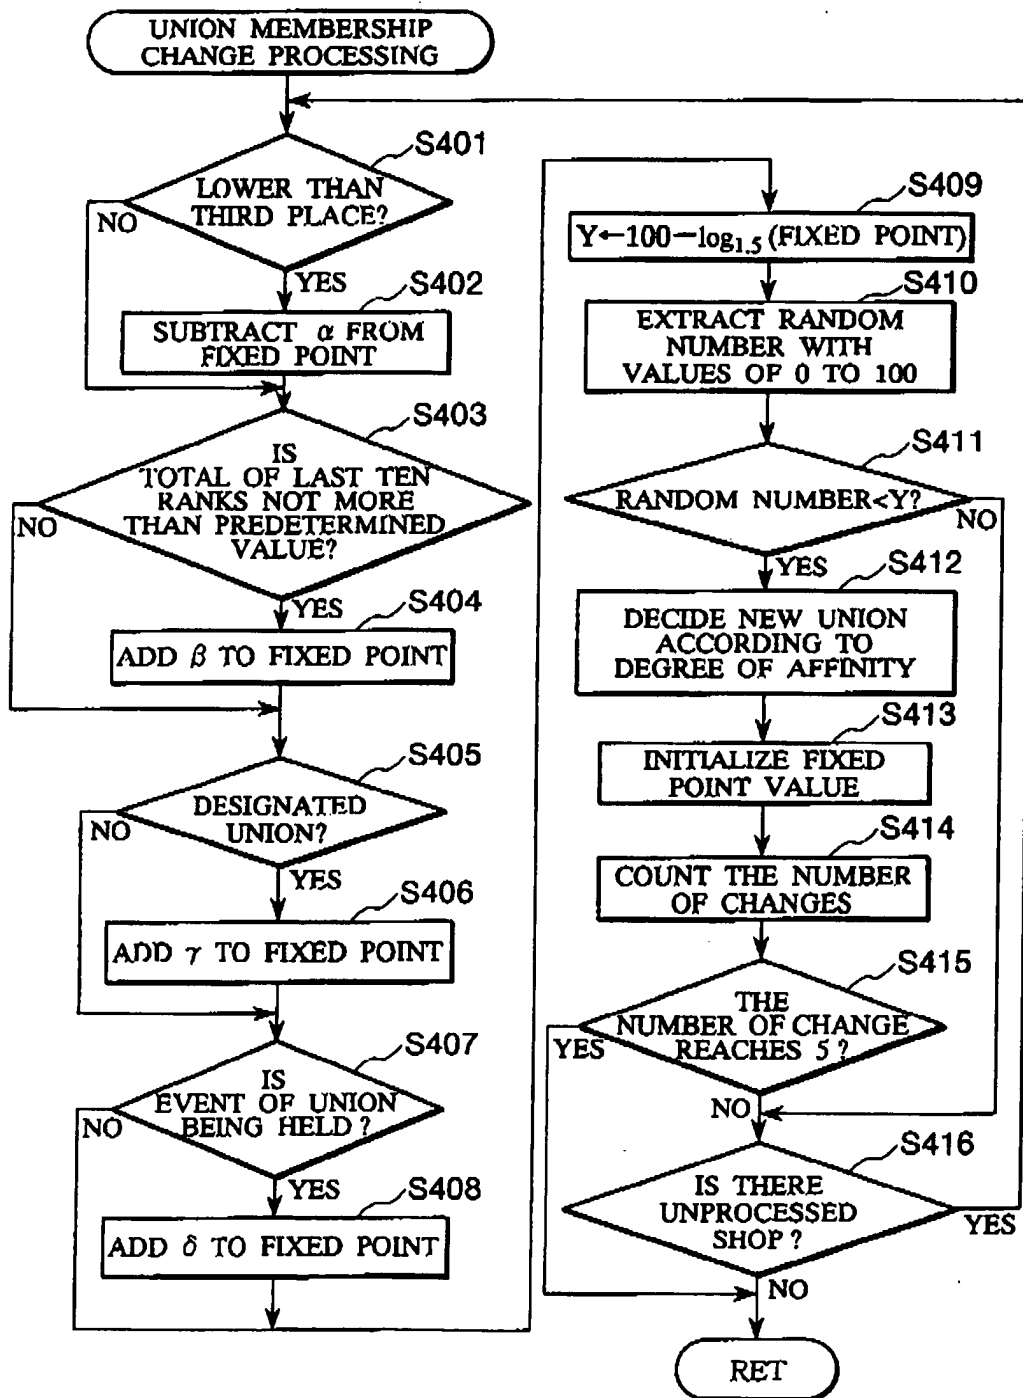 UNION MEMBERSHIP
CHANGE PROCESSING
S401
LOWER THAN
THIRD PLACE?
NO
YES
S402
SUBTRACT α FROM
FIXED POINT
S403
IS
TOTAL OF LAST TEN
RANKS NOT MORE
THAN PREDETERMINED
VALUE?
NO
YES
S404
ADD β TO FIXED POINT
S405
DESIGNATED
UNION?
NO
YES
S406
ADD γ TO FIXED POINT
S407
IS
EVENT OF UNION
BEING HELD?
NO
YES
S408
ADD δ TO FIXED POINT
S409
Y←100−log1.5(FIXED POINT)
S410
EXTRACT RANDOM
NUMBER WITH
VALUES OF 0 TO 100
S411
RANDOM NUMBER<Y?
NO
YES
S412
DECIDE NEW UNION
ACCORDING TO
DEGREE OF AFFINITY
S413
INITIALIZE FIXED
POINT VALUE
S414
COUNT THE NUMBER
OF CHANGES
S415
THE
NUMBER OF CHANGE
REACHES 5?
YES
NO
S416
IS THERE
UNPROCESSED
SHOP?
YES
NO
RET